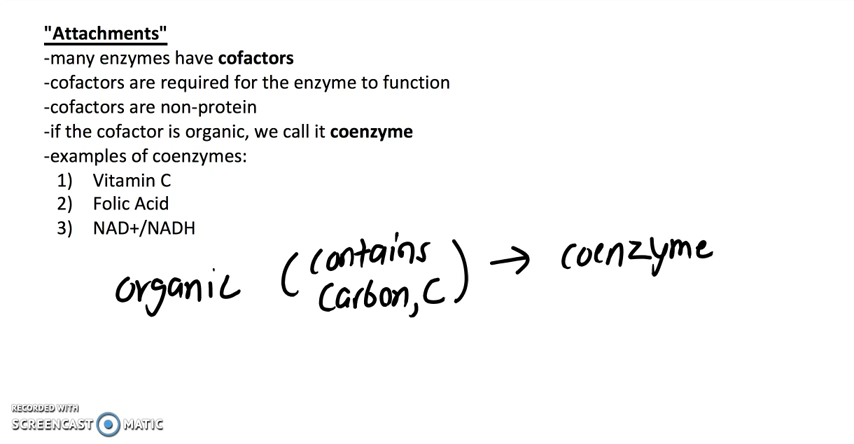 "Attachments"
-many enzymes have cofactors
-cofactors are required for the enzyme to function
-cofactors are non-protein
-if the cofactor is organic, we call it coenzyme
-examples of coenzymes:
1) Vitamin C
2) Folic Acid
3) NAD+/NADH
organic (contains carbon, C) → coenzyme
RECORDED WITH
SCREENCAST MATIC